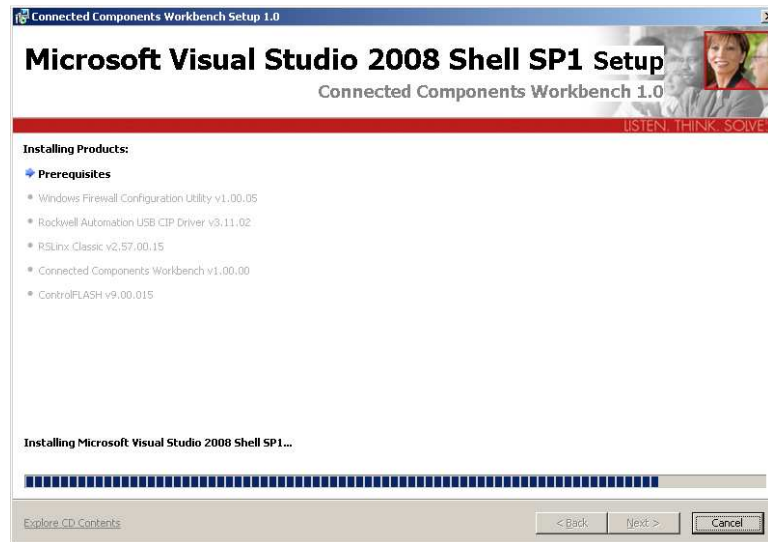 Connected Components Workbench Setup 1.0
Microsoft Visual Studio 2008 Shell SP1 Setup
Connected Components Workbench 1.0
LISTEN. THINK. SOLVE.
Installing Products:
Prerequisites
Windows Firewall Configuration Utility v1.00.05
Rockwell Automation USB CIP Driver v3.11.02
RSLinx Classic v2.57.00.15
Connected Components Workbench v1.00.00
ControlFLASH v9.00.015
Installing Microsoft Visual Studio 2008 Shell SP1...
Explore CD Contents
< Back
Next >
Cancel